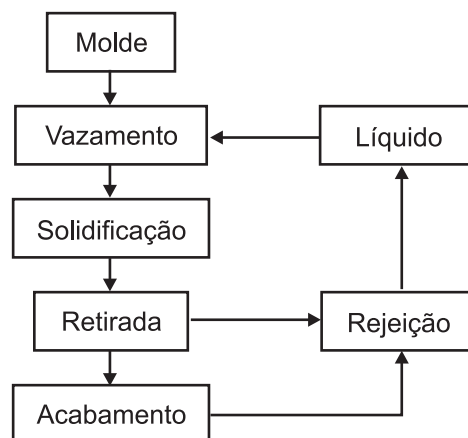 Molde
Vazamento
Líquido
Solidificação
Retirada
Rejeição
Acabamento